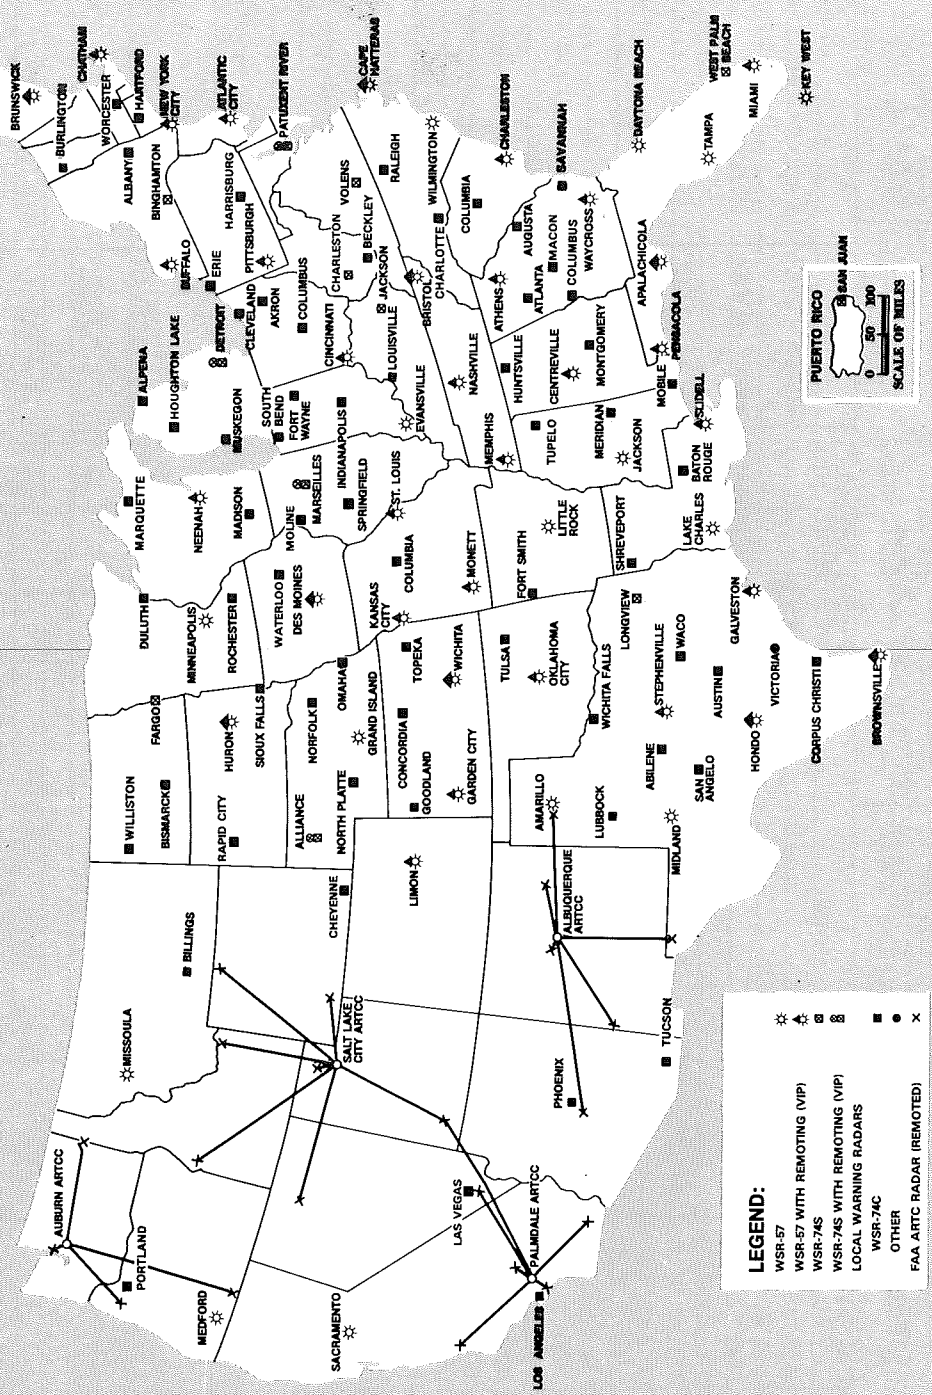 AUBURN ARTCC
PORTLAND
MEDFORD
SACRAMENTO
LOS ANGELES
PALMDALE ARTCC
LAS VEGAS
MISSOULA
BILLINGS
SALT LAKE
CITY ARTCC
CHEYENNE
LIMON
PHOENIX
TUCSON
ALBUQUERQUE
ARTCC
WILLISTON
BISMARCK
FARGO
RAPID CITY
HURON
SIOUX FALLS
ALLIANCE
NORFOLK
NORTH PLATTE
GRAND ISLAND
OMAHA
GOODLAND
CONCORDIA
TOPEKA
GARDEN CITY
WICHITA
AMARILLO
LUBBOCK
MIDLAND
ABILENE
SAN
ANGELO
WICHITA FALLS
STEPHENVILLE
WACO
AUSTIN
HONDO
VICTORIA
CORPUS CHRISTI
BROWNSVILLE
GALVESTON
LONGVIEW
TULSA
OKLAHOMA
CITY
DULUTH
MINNEAPOLIS
ROCHESTER
WATERLOO
DES MOINES
KANSAS
CITY
COLUMBIA
MONETT
SPRINGFIELD
ST. LOUIS
FORT SMITH
LITTLE
ROCK
SHREVEPORT
LAKE
CHARLES
BATON
ROUGE
SLIDELL
MARQUETTE
NEENAH
MADISON
MOLINE
MARSEILLES
HOUGHTON LAKE
ALPENA
MUSKEGON
DETROIT
SOUTH
BEND
FORT
WAYNE
INDIANAPOLIS
EVANSVILLE
LOUISVILLE
JACKSON
CINCINNATI
CLEVELAND
AKRON
COLUMBUS
NASHVILLE
MEMPHIS
BRISTOL
TUPELO
MERIDIAN
JACKSON
HUNTSVILLE
CENTREVILLE
MONTGOMERY
MOBILE
PENSACOLA
APALACHICOLA
ATHENS
ATLANTA
AUGUSTA
MACON
COLUMBUS
WAYCROSS
SAVANNAH
CHARLESTON
COLUMBIA
CHARLOTTE
WILMINGTON
RALEIGH
CAPE
HATTERAS
VOLENS
BECKLEY
CHARLESTON
PATUXENT RIVER
ATLANTIC
CITY
HARRISBURG
PITTSBURGH
ERIE
BUFFALO
BINGHAMTON
ALBANY
NEW YORK
CITY
HARTFORD
WORCESTER
CHATHAM
BURLINGTON
BRUNSWICK
DAYTONA BEACH
TAMPA
WEST PALM
BEACH
MIAMI
KEY WEST
PUERTO RICO
SAN JUAN
0 50 100
SCALE OF MILES
LEGEND:
WSR-57
WSR-57 WITH REMOTING (VIP)
WSR-74S
WSR-74S WITH REMOTING (VIP)
LOCAL WARNING RADARS
WSR-74C
OTHER
FAA ARTC RADAR (REMOTED)